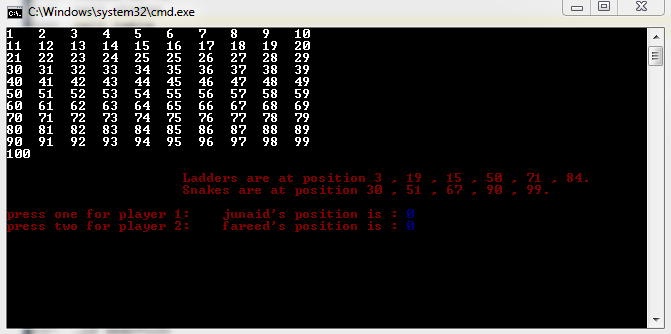 C:\Windows\system32\cmd.exe
1 2 3 4 5 6 7 8 9 10
11 12 13 14 15 16 17 18 19 20
21 22 23 24 25 25 26 27 28 29
30 31 32 33 34 35 36 37 38 39
40 41 42 43 44 45 46 47 48 49
50 51 52 53 54 55 56 57 58 59
60 61 62 63 64 65 66 67 68 69
70 71 72 73 74 75 76 77 78 79
80 81 82 83 84 85 86 87 88 89
90 91 92 93 94 95 96 97 98 99
100
Ladders are at position 3 , 19 , 15 , 50 , 71 , 84.
Snakes are at position 30 , 51 , 67 , 90 , 99.
press one for player 1: junaid's position is : 0
press two for player 2: fareed's position is : 0